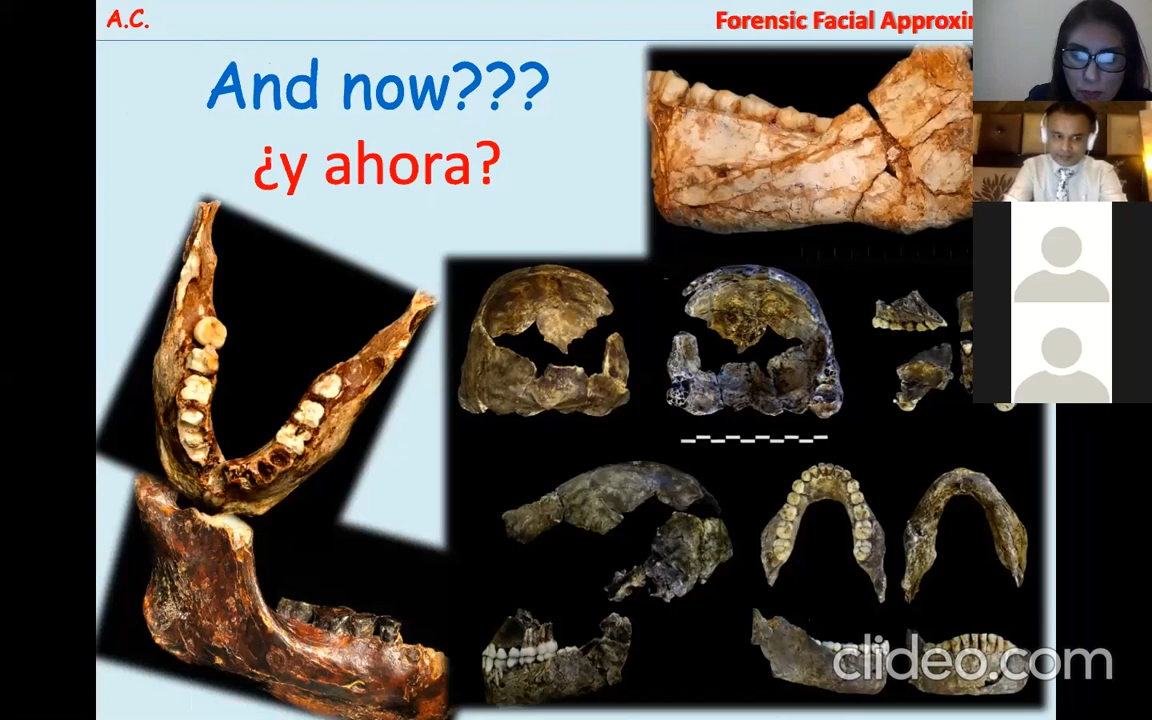 A.C.
Forensic Facial Approxi
And now???
¿y ahora?
clideo.com